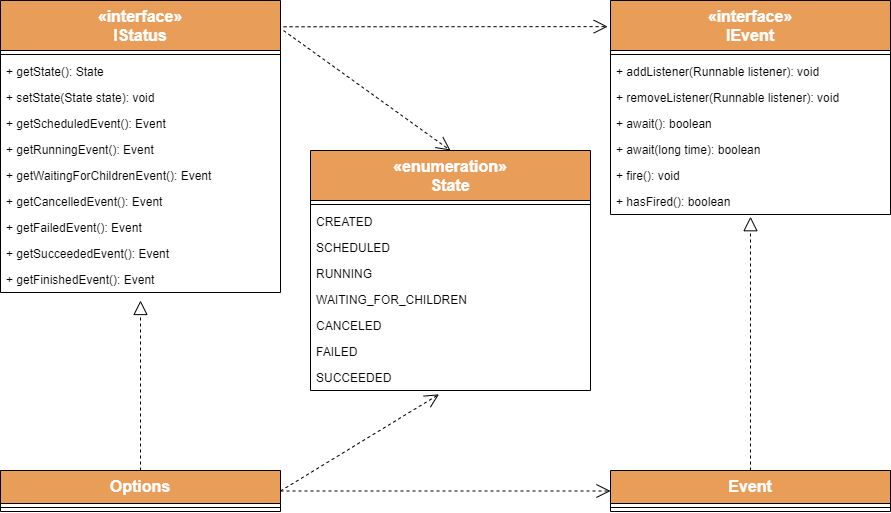 «interface»
IStatus
+ getState(): State
+ setState(State state): void
+ getScheduledEvent(): Event
+ getRunningEvent(): Event
+ getWaitingForChildrenEvent(): Event
+ getCancelledEvent(): Event
+ getFailedEvent(): Event
+ getSucceededEvent(): Event
+ getFinishedEvent(): Event
«interface»
IEvent
+ addListener(Runnable listener): void
+ removeListener(Runnable listener): void
+ await(): boolean
+ await(long time): boolean
+ fire(): void
+ hasFired(): boolean
«enumeration»
State
CREATED
SCHEDULED
RUNNING
WAITING_FOR_CHILDREN
CANCELED
FAILED
SUCCEEDED
Options
Event